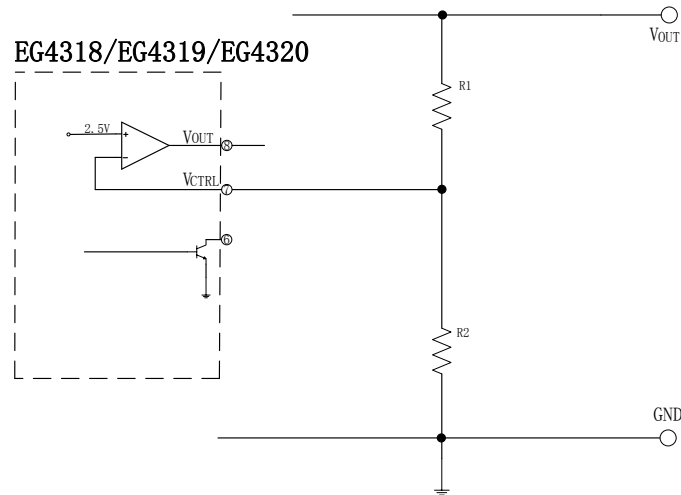 VOUT
EG4318/EG4319/EG4320
R1
2.5V
+
VOUT
⑧
-
VCTRL
⑦
⑥
R2
GND